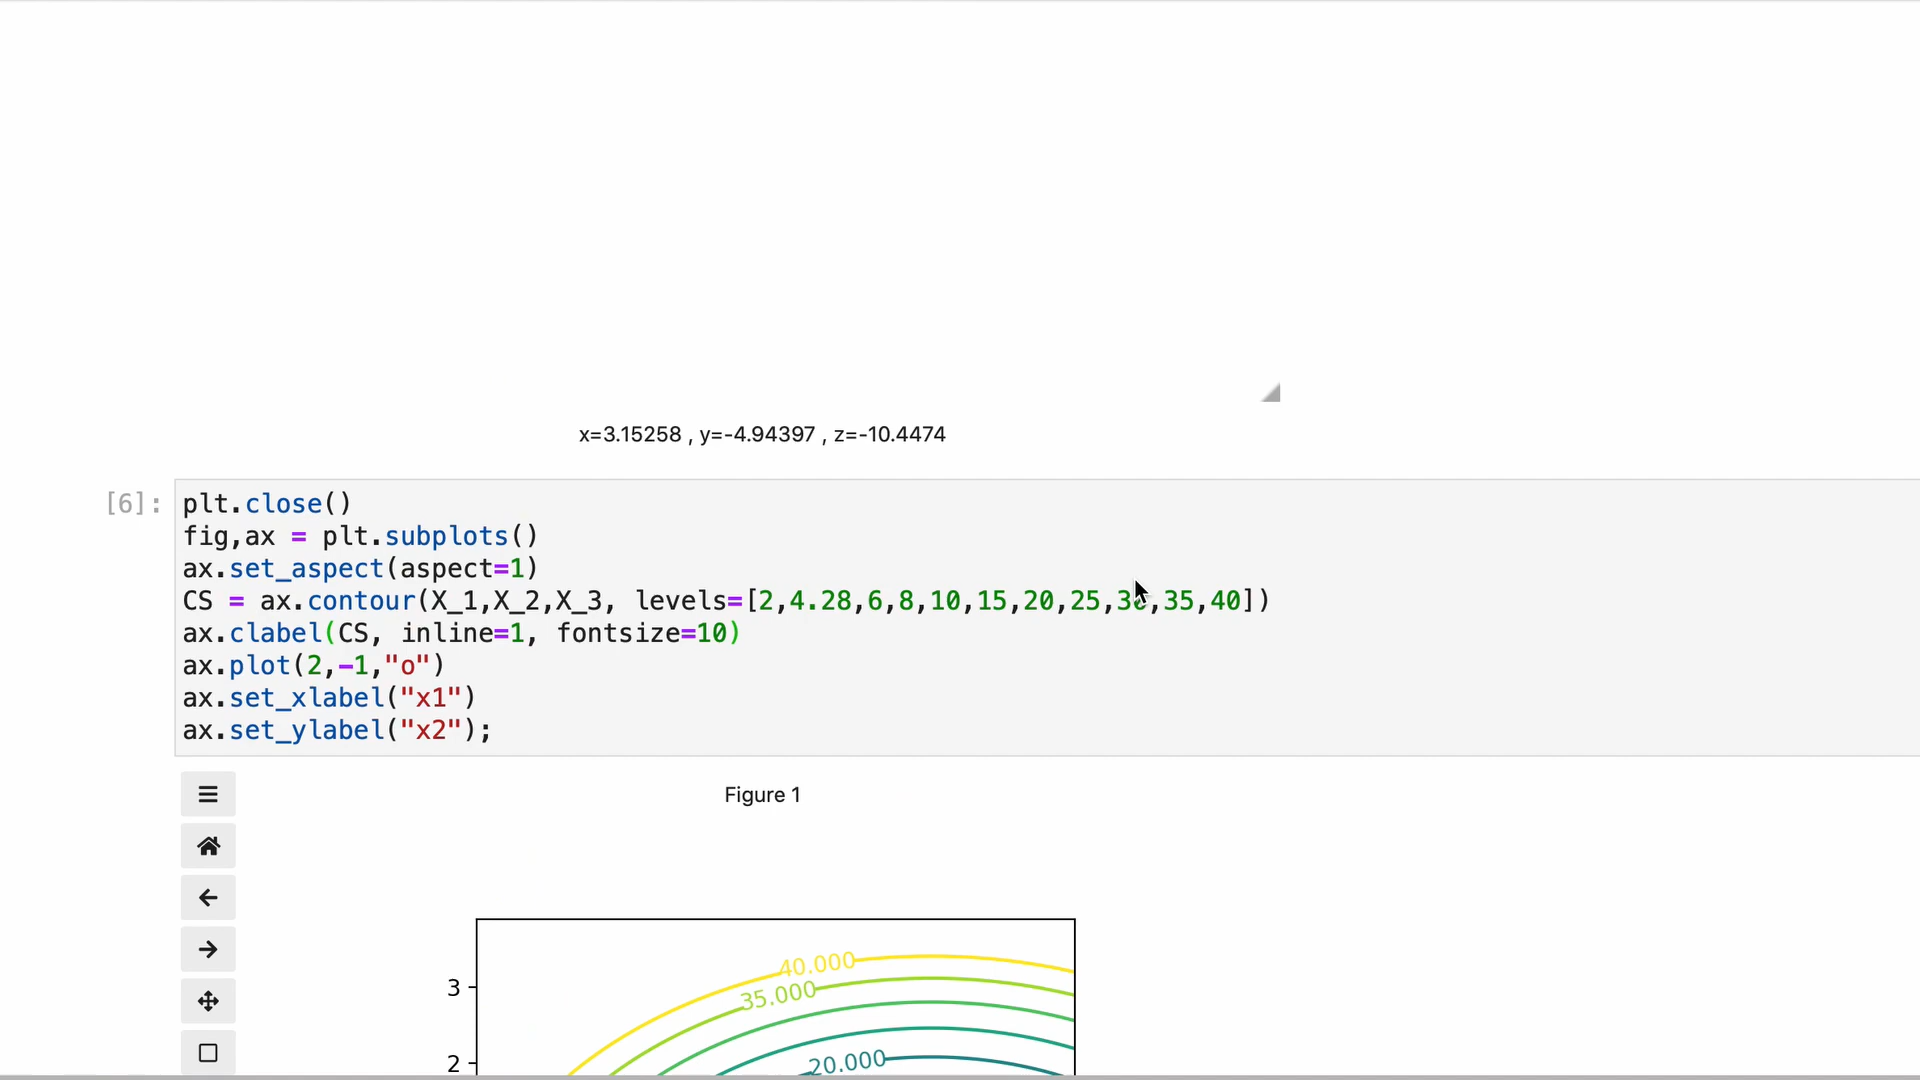 x=3.15258 , y=-4.94397 , z=-10.4474
[6]:
plt.close()
fig,ax = plt.subplots()
ax.set_aspect(aspect=1)
CS = ax.contour(X_1,X_2,X_3, levels=[2,4.28,6,8,10,15,20,25,30,35,40])
ax.clabel(CS, inline=1, fontsize=10)
ax.plot(2,-1,"o")
ax.set_xlabel("x1")
ax.set_ylabel("x2");
Figure 1
40.000
3
35.000
2
20.000